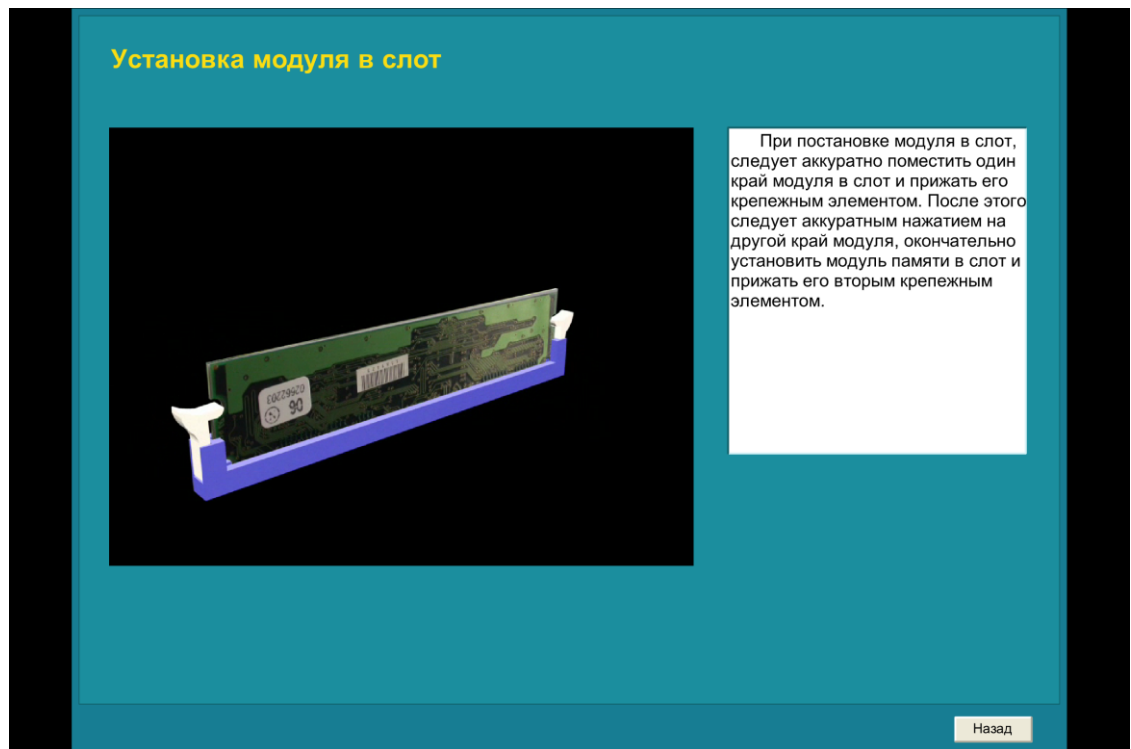 Установка модуля в слот
При постановке модуля в слот,
следует аккуратно поместить один
край модуля в слот и прижать его
крепежным элементом. После этого
следует аккуратным нажатием на
другой край модуля, окончательно
установить модуль памяти в слот и
прижать его вторым крепежным
элементом.
02662203
06
Назад